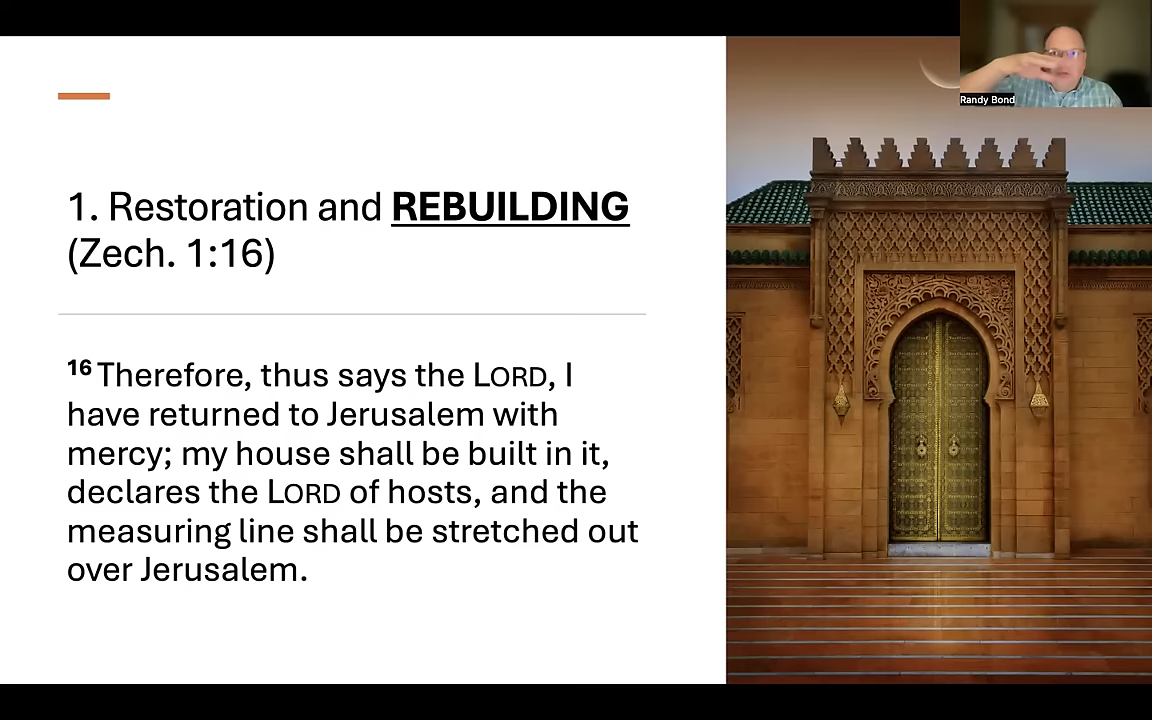 1. Restoration and REBUILDING
(Zech. 1:16)
16 Therefore, thus says the LORD, I
have returned to Jerusalem with
mercy; my house shall be built in it,
declares the LORD of hosts, and the
measuring line shall be stretched out
over Jerusalem.
Randy Bond